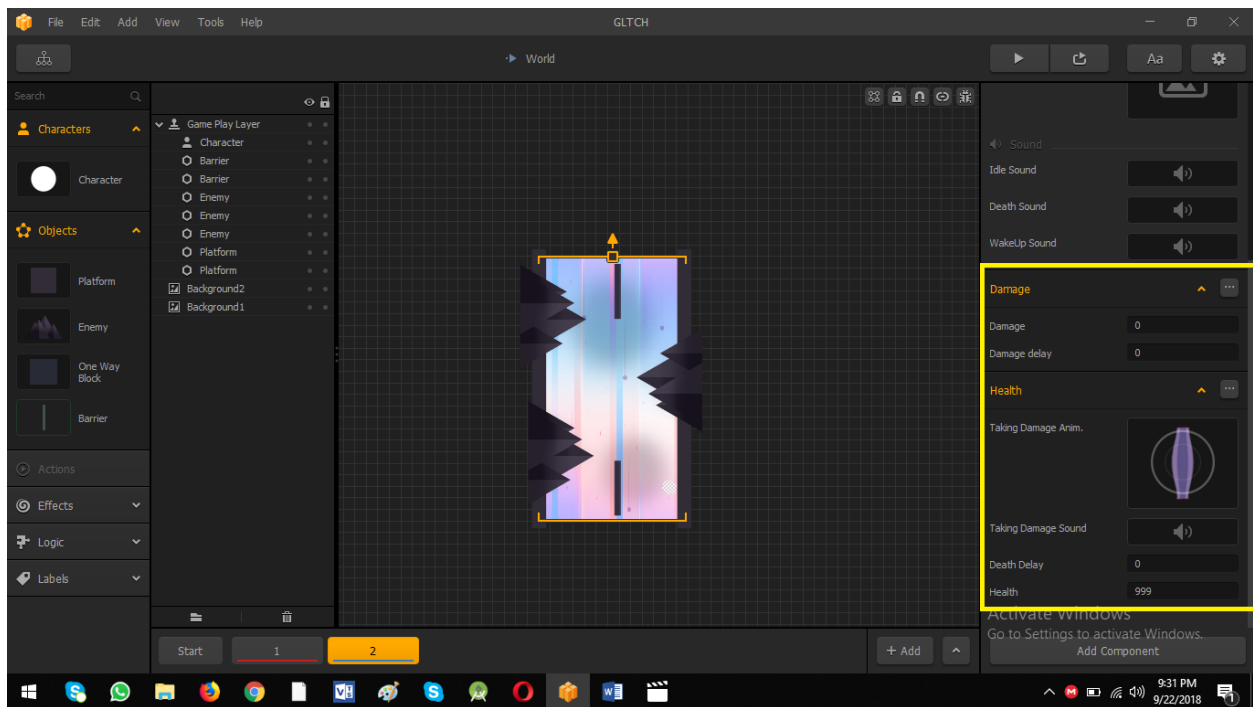 File Edit Add View Tools Help
GLTCH
World
Aa
Search
Characters
Character
Objects
Platform
Enemy
One Way
Block
Barrier
Actions
Effects
Logic
Labels
Game Play Layer
Character
Barrier
Barrier
Enemy
Enemy
Enemy
Platform
Platform
Background2
Background1
Sound
Idle Sound
Death Sound
WakeUp Sound
Damage
Damage 0
Damage delay 0
Health
Taking Damage Anim.
Taking Damage Sound
Death Delay 0
Health 999
Activate Windows
Go to Settings to activate Windows.
Add Component
Start 1 2
+ Add
9:31 PM
9/22/2018